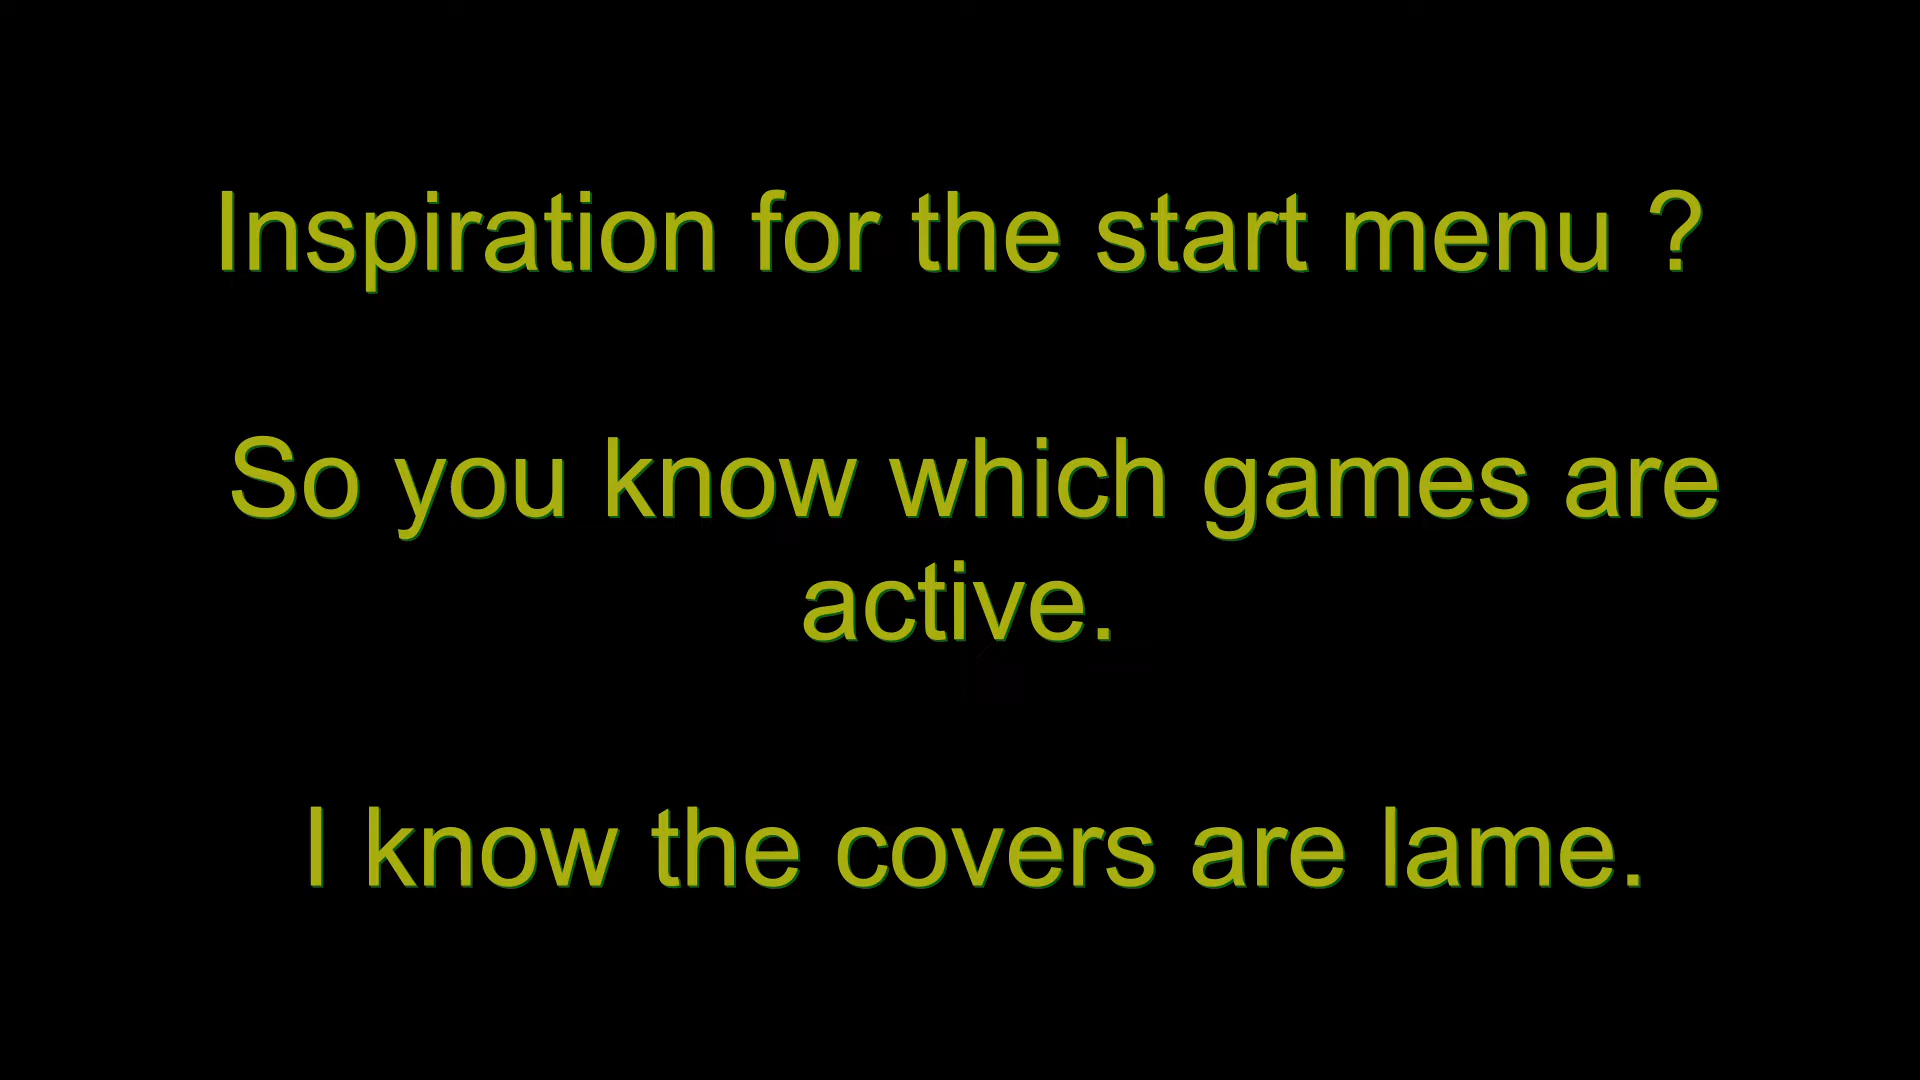 Inspiration for the start menu ?
So you know which games are
active.
I know the covers are lame.